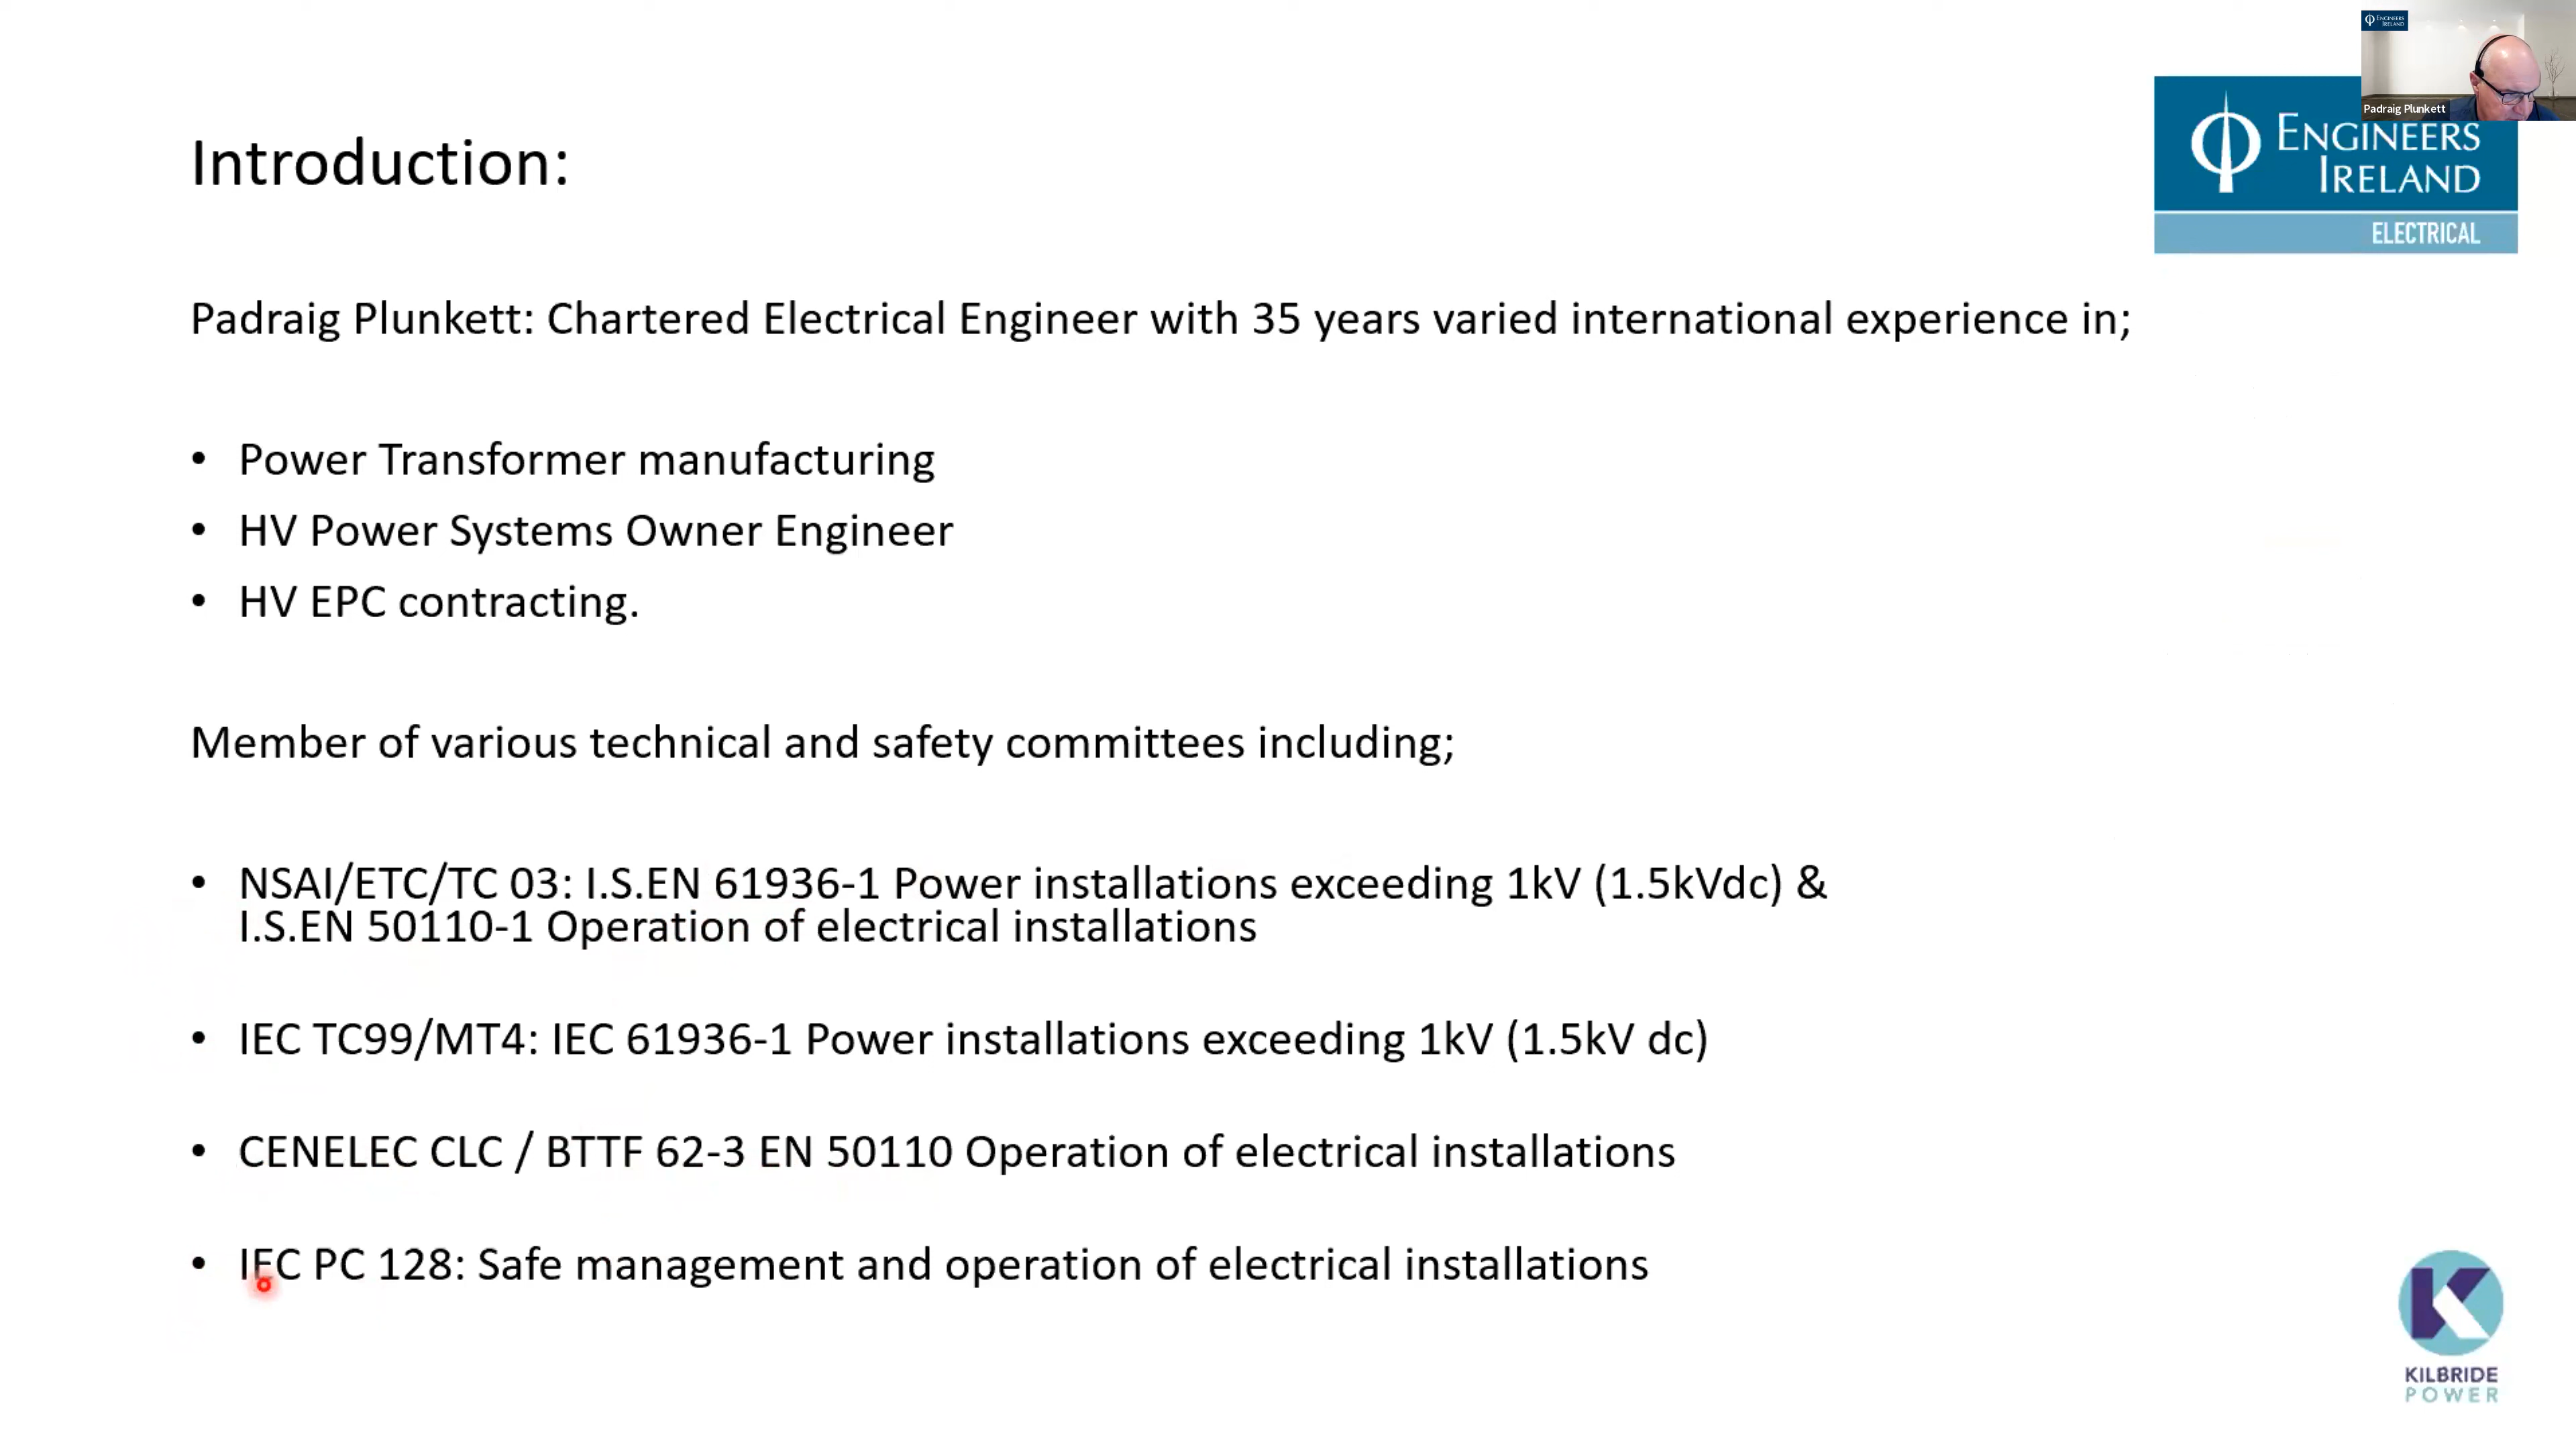 ENGINEERS
IRELAND
Padraig Plunkett
ENGINEERS
IRELAND
ELECTRICAL
Introduction:
Padraig Plunkett: Chartered Electrical Engineer with 35 years varied international experience in;
• Power Transformer manufacturing
• HV Power Systems Owner Engineer
• HV EPC contracting.
Member of various technical and safety committees including;
• NSAI/ETC/TC 03: I.S.EN 61936-1 Power installations exceeding 1kV (1.5kVdc) &
I.S.EN 50110-1 Operation of electrical installations
• IEC TC99/MT4: IEC 61936-1 Power installations exceeding 1kV (1.5kV dc)
• CENELEC CLC / BTTF 62-3 EN 50110 Operation of electrical installations
• IEC PC 128: Safe management and operation of electrical installations
KILBRIDE
POWER